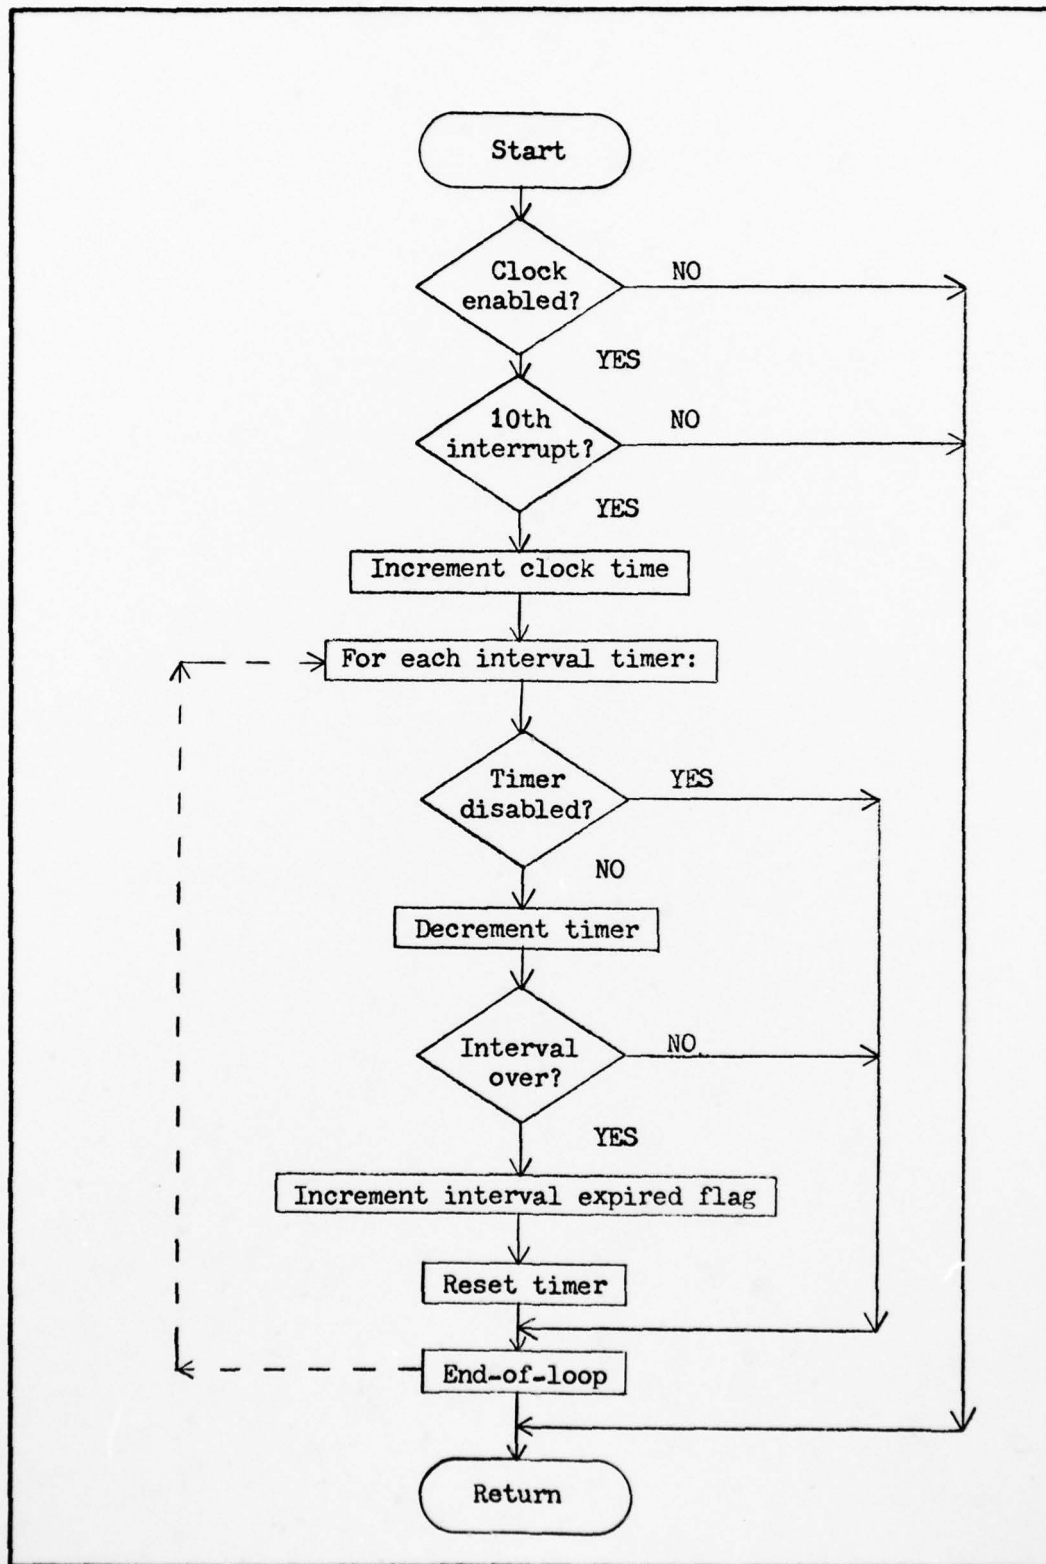 Start
Clock
enabled?
NO
YES
10th
interrupt?
NO
YES
Increment clock time
For each interval timer:
Timer
disabled?
YES
NO
Decrement timer
Interval
over?
NO
YES
Increment interval expired flag
Reset timer
End-of-loop
Return